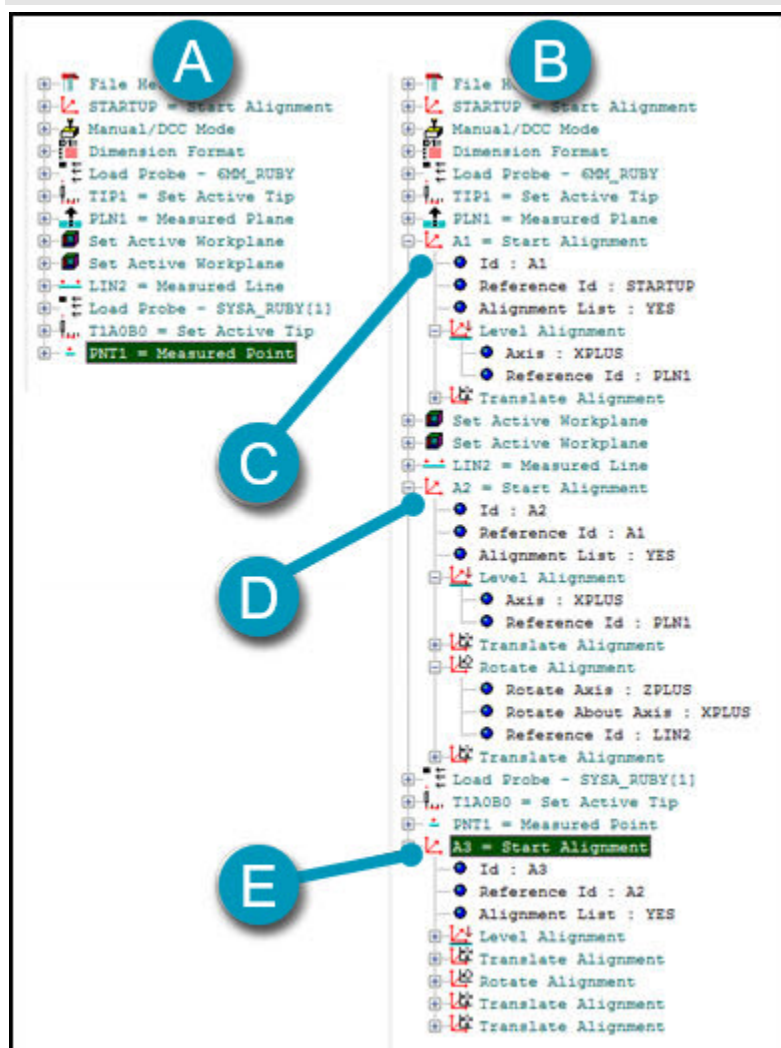 A
File He
STARTUP = Start Alignment
Manual/DCC Mode
Dimension Format
Load Probe - 6MM_RUBY
TIP1 = Set Active Tip
PLN1 = Measured Plane
Set Active Workplane
Set Active Workplane
LIN2 = Measured Line
Load Probe - SYSA_RUBY[1]
T1A0B0 = Set Active Tip
PNT1 = Measured Point
B
File H
STARTUP = Start Alignment
Manual/DCC Mode
Dimension Format
Load Probe - 6MM_RUBY
TIP1 = Set Active Tip
PLN1 = Measured Plane
A1 = Start Alignment
Id : A1
Reference Id : STARTUP
Alignment List : YES
Level Alignment
Axis : XPLUS
Reference Id : PLN1
Translate Alignment
Set Active Workplane
Set Active Workplane
LIN2 = Measured Line
A2 = Start Alignment
Id : A2
Reference Id : A1
Alignment List : YES
Level Alignment
Axis : XPLUS
Reference Id : PLN1
Translate Alignment
Rotate Alignment
Rotate Axis : ZPLUS
Rotate About Axis : XPLUS
Reference Id : LIN2
Translate Alignment
Load Probe - SYSA_RUBY[1]
T1A0B0 = Set Active Tip
PNT1 = Measured Point
A3 = Start Alignment
Id : A3
Reference Id : A2
Alignment List : YES
Level Alignment
Translate Alignment
Rotate Alignment
Translate Alignment
Translate Alignment
C
D
E